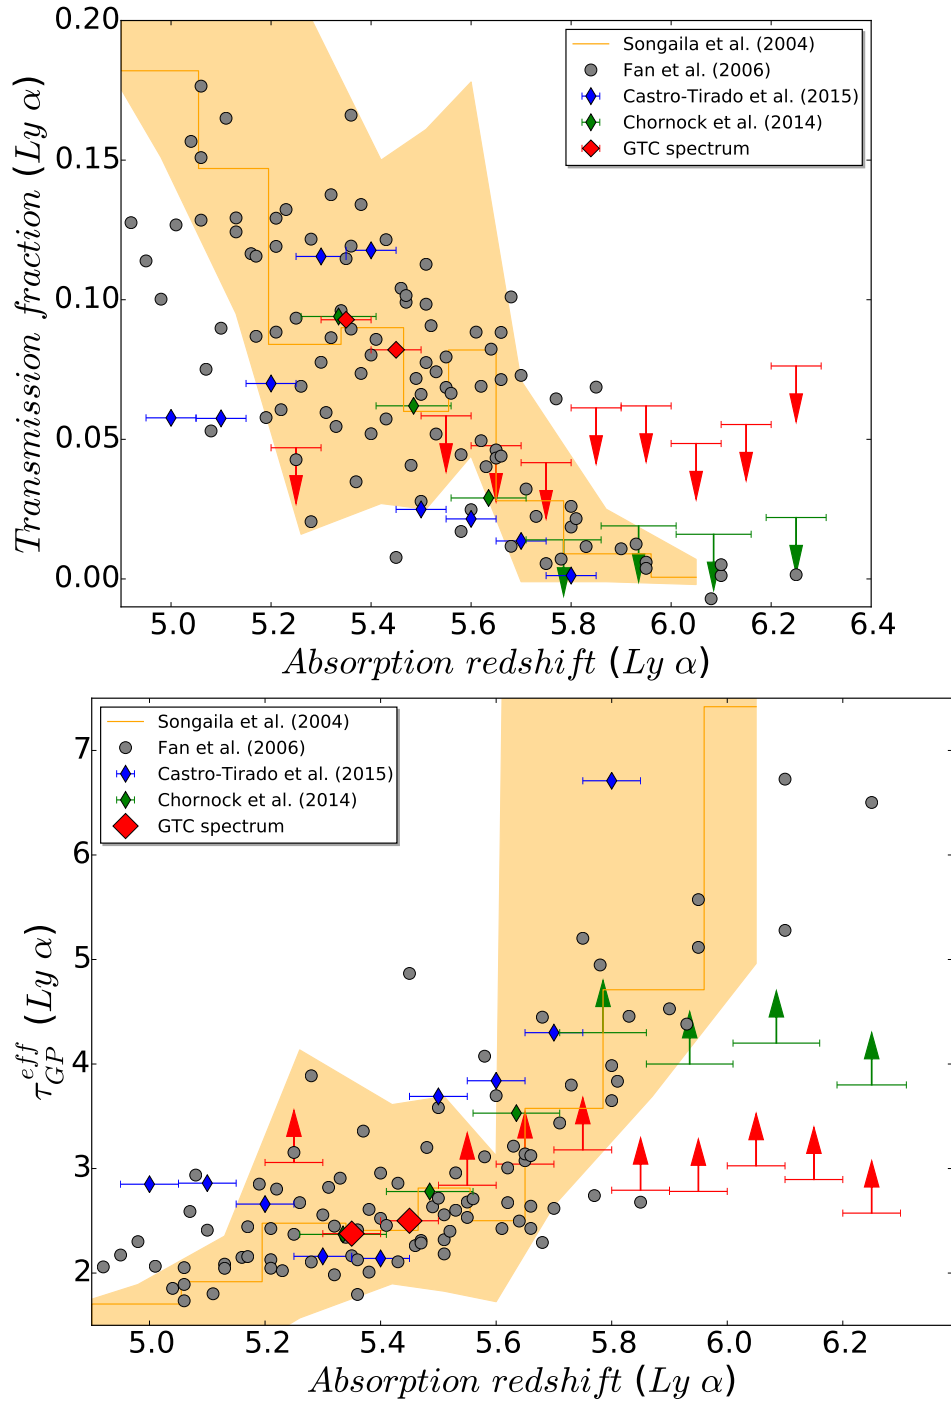 0.20
0.15
0.10
0.05
0.00
Transmission fraction (Ly α)
Songaila et al. (2004)
Fan et al. (2006)
Castro-Tirado et al. (2015)
Chornock et al. (2014)
GTC spectrum
5.0 5.2 5.4 5.6 5.8 6.0 6.2 6.4
Absorption redshift (Ly α)
7
6
5
4
3
2
τ_{GP}^{eff} (Ly α)
Songaila et al. (2004)
Fan et al. (2006)
Castro-Tirado et al. (2015)
Chornock et al. (2014)
GTC spectrum
5.0 5.2 5.4 5.6 5.8 6.0 6.2
Absorption redshift (Ly α)